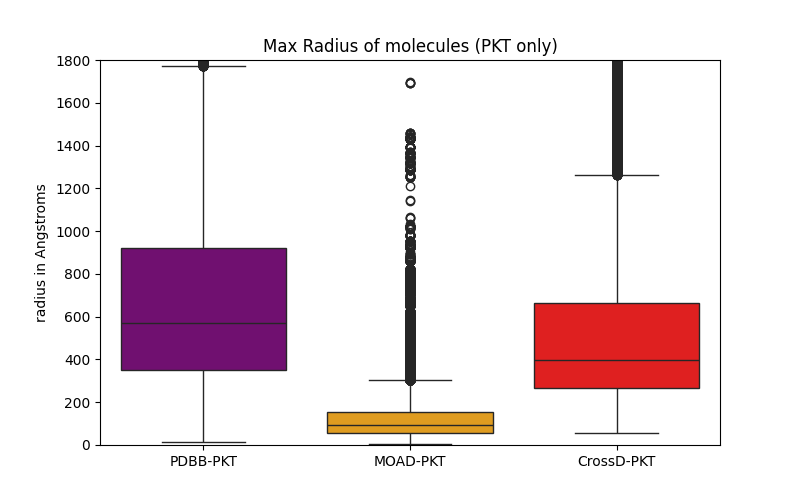 Max Radius of molecules (PKT only)
radius in Angstroms
1800
1600
1400
1200
1000
800
600
400
200
0
PDBB-PKT
MOAD-PKT
CrossD-PKT